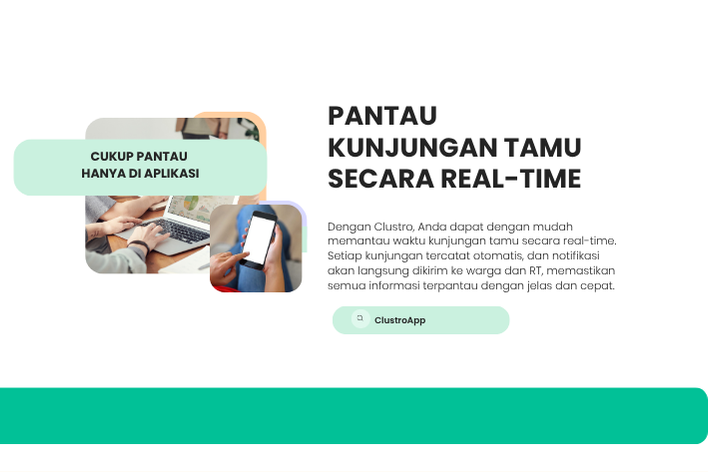 PANTAU
KUNJUNGAN TAMU
SECARA REAL-TIME
CUKUP PANTAU
HANYA DI APLIKASI
Dengan Clustro, Anda dapat dengan mudah
memantau waktu kunjungan tamu secara real-time.
Setiap kunjungan tercatat otomatis, dan notifikasi
akan langsung dikirim ke warga dan RT, memastikan
semua informasi terpantau dengan jelas dan cepat.
ClustroApp